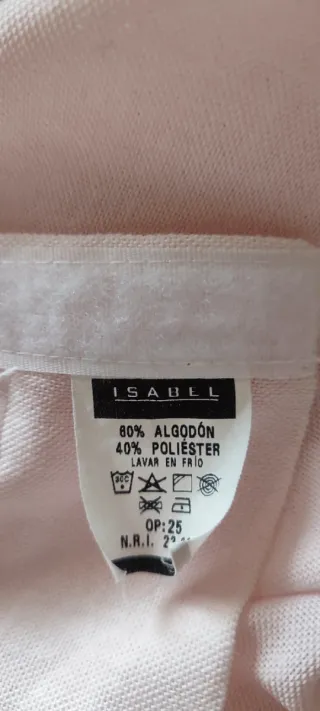 ISABEL
60% ALGODÓN
40% POLIÉSTER
LAVAR EN FRÍO
OP:25
N.R.I.